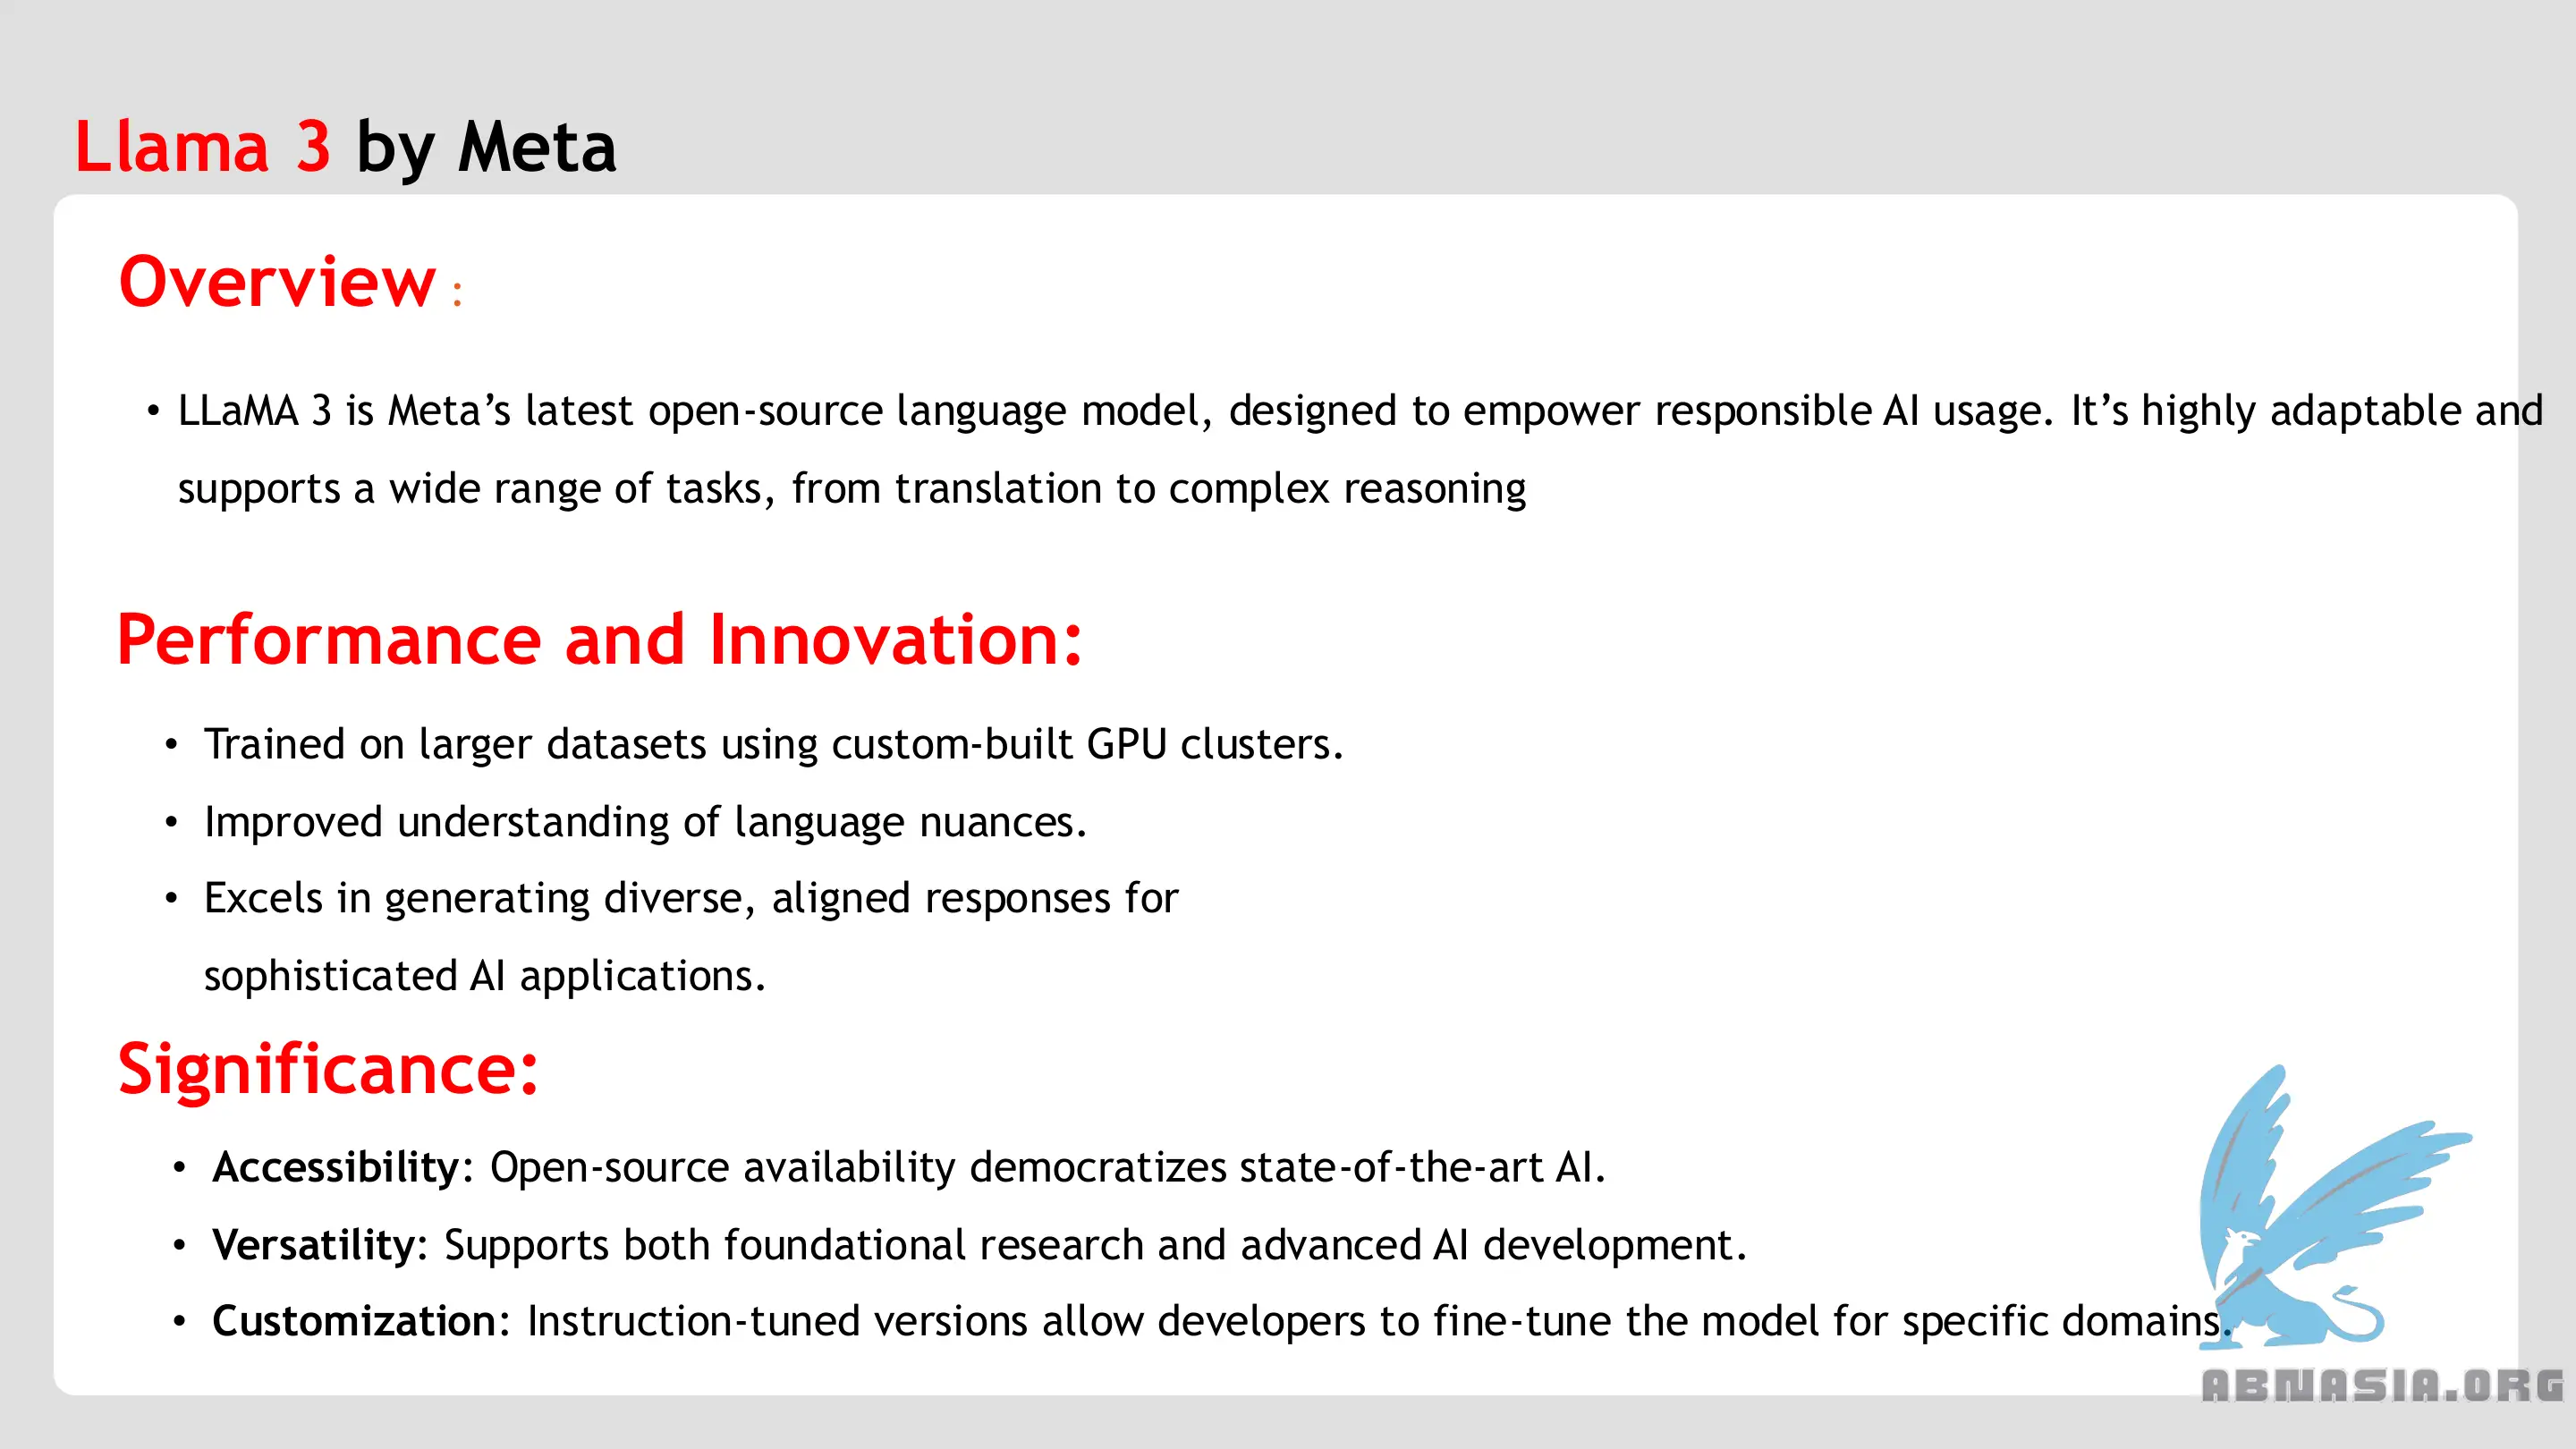 Llama 3 by Meta
Overview :
• LLaMA 3 is Meta’s latest open-source language model, designed to empower responsible AI usage. It’s highly adaptable and
supports a wide range of tasks, from translation to complex reasoning
Performance and Innovation:
• Trained on larger datasets using custom-built GPU clusters.
• Improved understanding of language nuances.
• Excels in generating diverse, aligned responses for
sophisticated AI applications.
Significance:
• Accessibility: Open-source availability democratizes state-of-the-art AI.
• Versatility: Supports both foundational research and advanced AI development.
• Customization: Instruction-tuned versions allow developers to fine-tune the model for specific domains.
ABNASIA.ORG